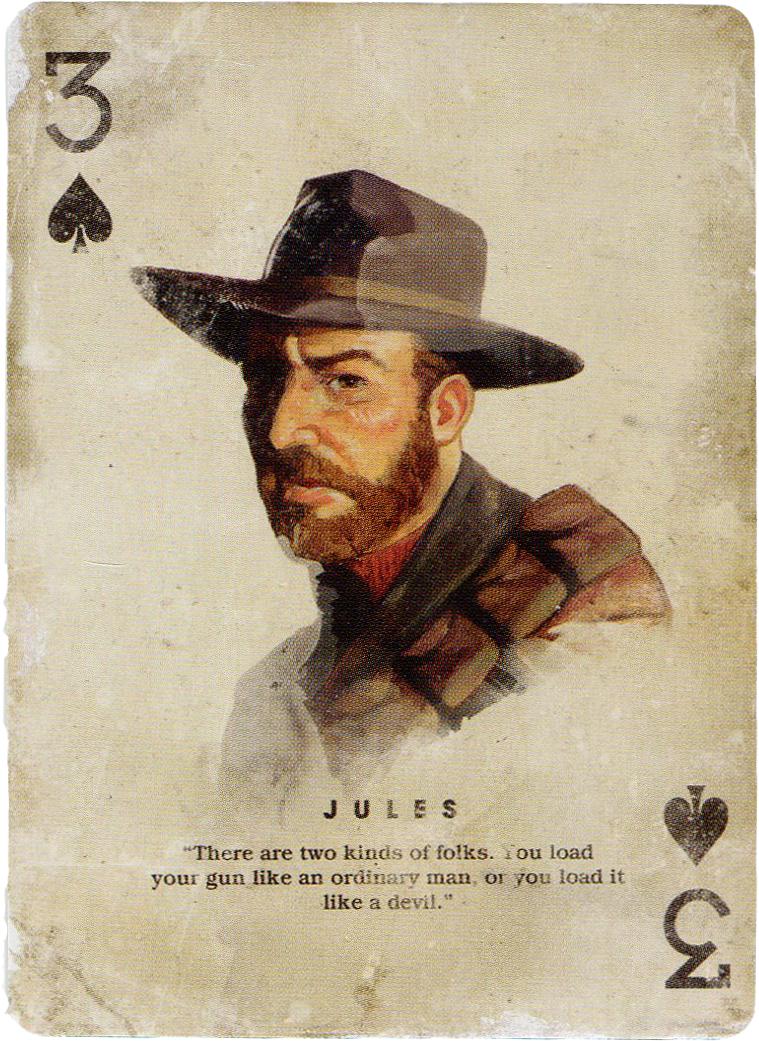 3
JULES
"There are two kinds of folks. You load
your gun like an ordinary man, or you load it
like a devil."
3